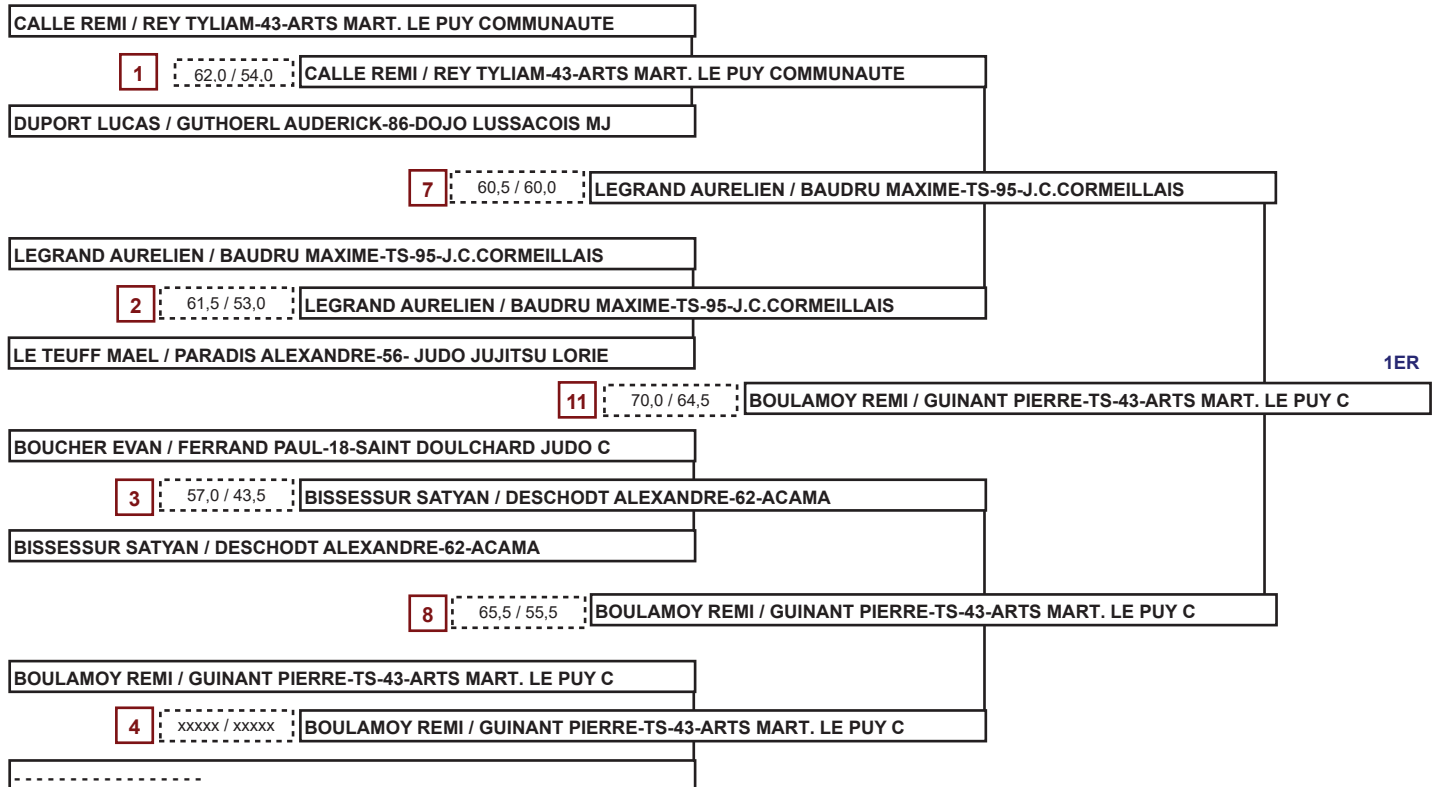 CALLE REMI / REY TYLIAM-43-ARTS MART. LE PUY COMMUNAUTE
1 62,0 / 54,0 CALLE REMI / REY TYLIAM-43-ARTS MART. LE PUY COMMUNAUTE
DUPORT LUCAS / GUTHOERL AUDERICK-86-DOJO LUSSACOIS MJ
7 60,5 / 60,0 LEGRAND AURELIEN / BAUDRU MAXIME-TS-95-J.C.CORMEILLAIS
LEGRAND AURELIEN / BAUDRU MAXIME-TS-95-J.C.CORMEILLAIS
2 61,5 / 53,0 LEGRAND AURELIEN / BAUDRU MAXIME-TS-95-J.C.CORMEILLAIS
LE TEUFF MAEL / PARADIS ALEXANDRE-56- JUDO JUJITSU LORIE
1ER
11 70,0 / 64,5 BOULAMOY REMI / GUINANT PIERRE-TS-43-ARTS MART. LE PUY C
BOUCHER EVAN / FERRAND PAUL-18-SAINT DOULCHARD JUDO C
3 57,0 / 43,5 BISSESSUR SATYAN / DESCHODT ALEXANDRE-62-ACAMA
BISSESSUR SATYAN / DESCHODT ALEXANDRE-62-ACAMA
8 65,5 / 55,5 BOULAMOY REMI / GUINANT PIERRE-TS-43-ARTS MART. LE PUY C
BOULAMOY REMI / GUINANT PIERRE-TS-43-ARTS MART. LE PUY C
4 xxxxx / xxxxx BOULAMOY REMI / GUINANT PIERRE-TS-43-ARTS MART. LE PUY C
- - - - - - - - - - - - - - - - - -